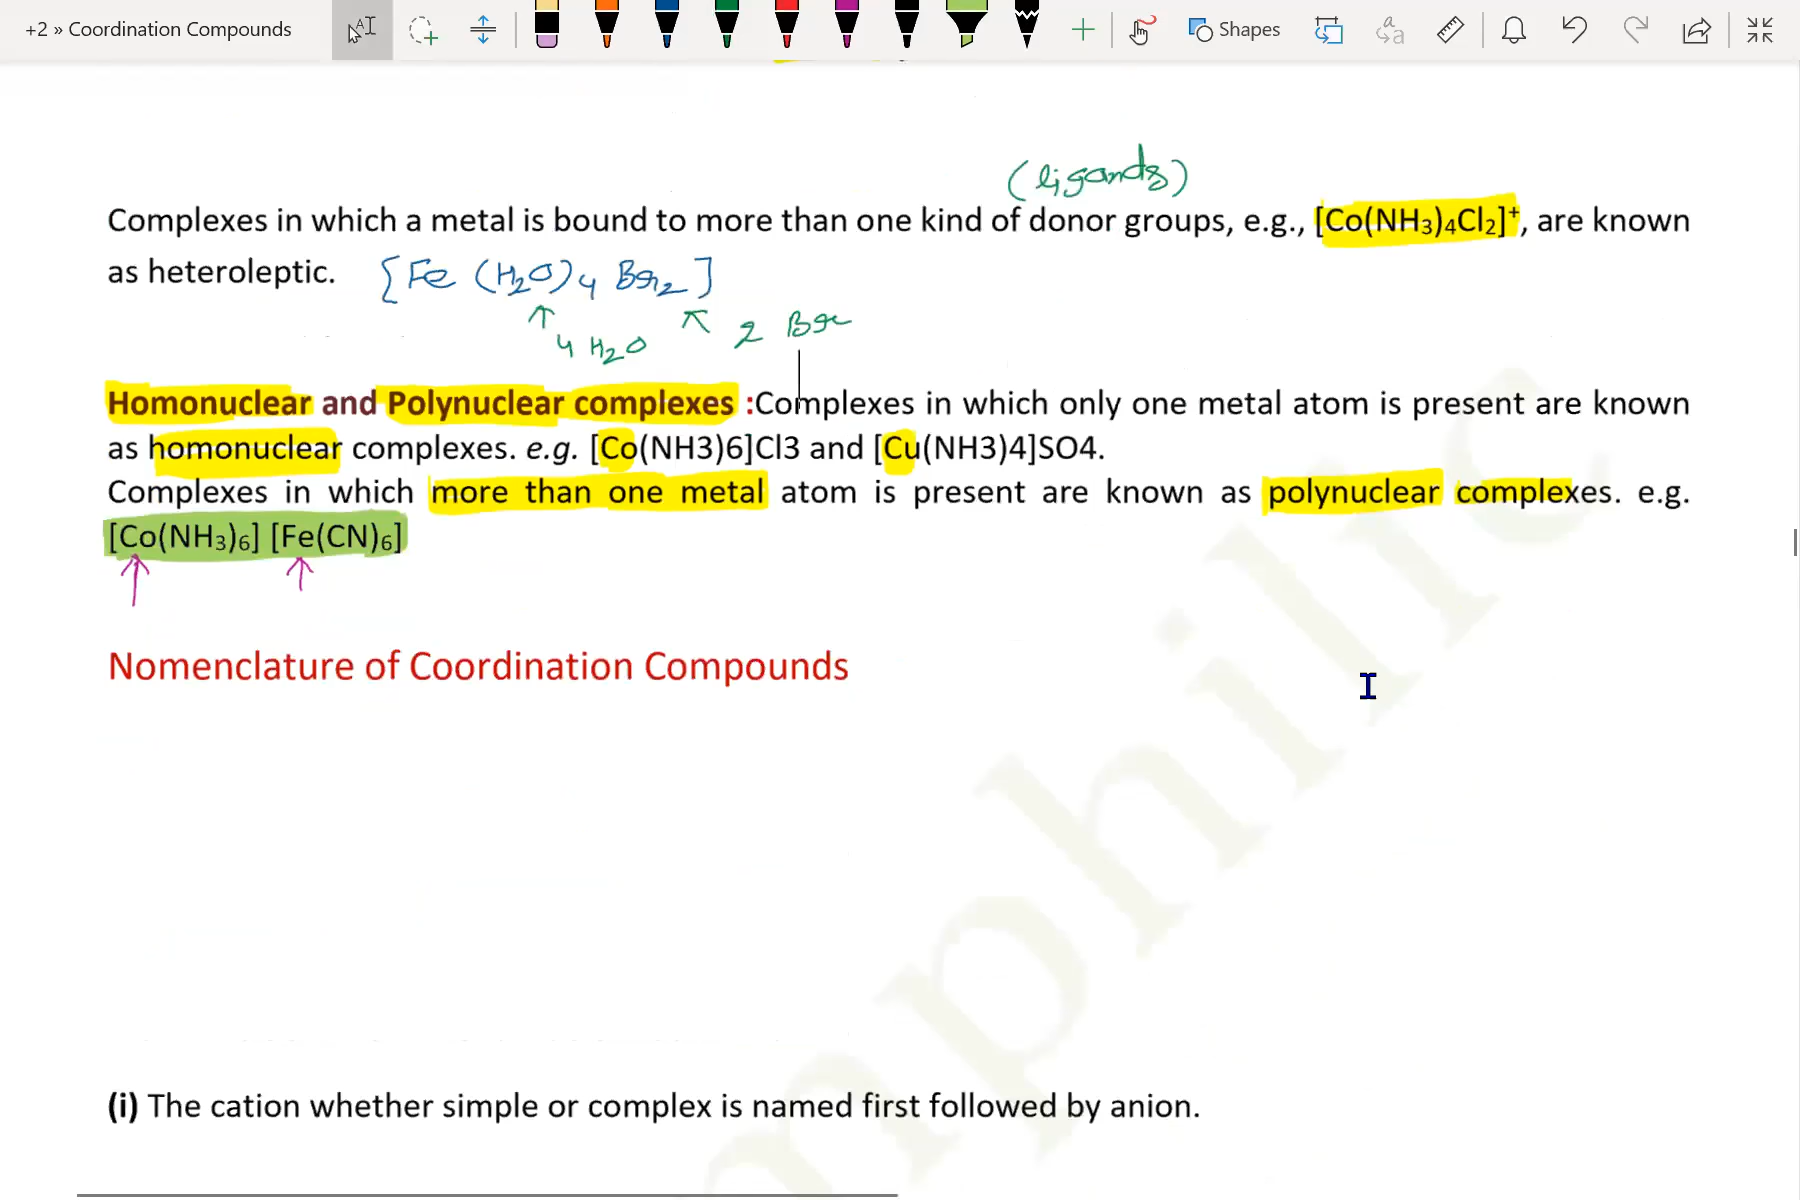 +2 » Coordination Compounds
Shapes
(ligands)
Complexes in which a metal is bound to more than one kind of donor groups, e.g., [Co(NH₃)₄Cl₂]⁺, are known
as heteroleptic. [Fe (H₂O)₄ Br₂]
4 H₂O 2 Br
Homonuclear and Polynuclear complexes :Complexes in which only one metal atom is present are known
as homonuclear complexes. e.g. [Co(NH3)6]Cl3 and [Cu(NH3)4]SO4.
Complexes in which more than one metal atom is present are known as polynuclear complexes. e.g.
[Co(NH₃)₆] [Fe(CN)₆]
Nomenclature of Coordination Compounds
(i) The cation whether simple or complex is named first followed by anion.